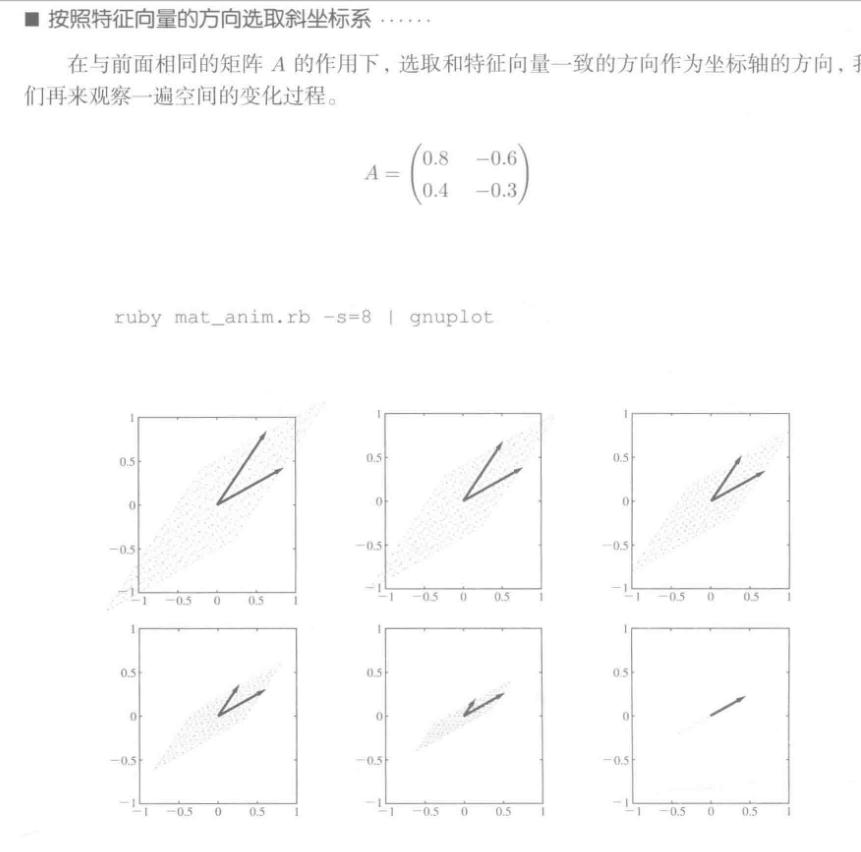 ■ 按照特征向量的方向选取斜坐标系 ······
在与前面相同的矩阵 A 的作用下，选取和特征向量一致的方向作为坐标轴的方向，
们再来观察一遍空间的变化过程。
A = (0.8 −0.6
0.4 −0.3)
ruby mat_anim.rb -s=8 | gnuplot
1 1 1
0.5 0.5 0.5
0 0 0
−0.5 −0.5 −0.5
−1 −1 −1
−1 −0.5 0 0.5 1 −1 −0.5 0 0.5 1 −1 −0.5 0 0.5 1
1 1 1
0.5 0.5 0.5
0 0 0
−0.5 −0.5 −0.5
−1 −1 −1
−1 −0.5 0 0.5 1 −1 −0.5 0 0.5 1 −1 −0.5 0 0.5 1